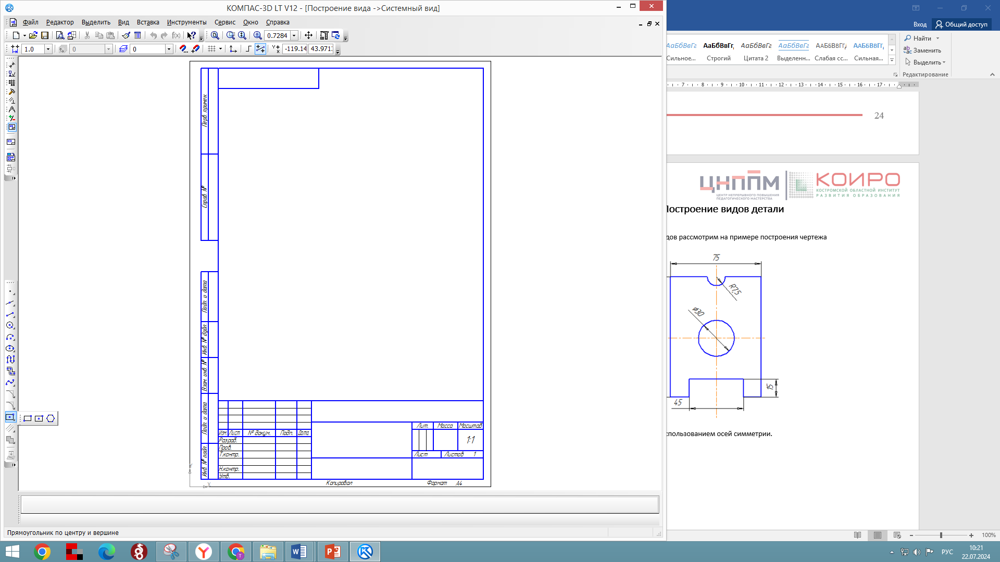 КОМПАС-3D LT V12 - [Построение вида ->Системный вид]
Файл Редактор Выделить Вид Вставка Инструменты Сервис Окно Справка
0.7284
1.0 0 0 -119.14 43.971
Перв. примен.
Справ. №
Подп. и дата
Инв. № дубл.
Взам. инв. №
Подп. и дата
Инв. № подл.
Изм. Лист № докум. Подп. Дата
Разраб.
Пров.
Т.контр.
Н.контр.
Утв.
Лит. Масса Масштаб
1:1
Лист Листов 1
Копировал Формат А4
Y
X
Прямоугольник по центру и вершине
Вход Общий доступ
АаБбВвГг АаБбВвГг, АаБбВвГг АаБбВвГг ААББВВГГ, ААББВВГГ,
Сильное... Строгий Цитата 2 Выделенн... Слабая сс... Сильная...
Найти
Заменить
Выделить
Редактирование
7 8 9 10 11 12 13 14 15 16 17
24
ЦНППМ
ЦЕНТР НЕПРЕРЫВНОГО ПОВЫШЕНИЯ
ПЕДАГОГИЧЕСКОГО МАСТЕРСТВА
КОИРО
КОСТРОМСКОЙ ОБЛАСТНОЙ ИНСТИТУТ
РАЗВИТИЯ ОБРАЗОВАНИЯ
Построение видов детали
дов рассмотрим на примере построения чертежа
75
R7,5
⌀30
15
45
спользованием осей симметрии.
100%
РУС
10:21
22.07.2024